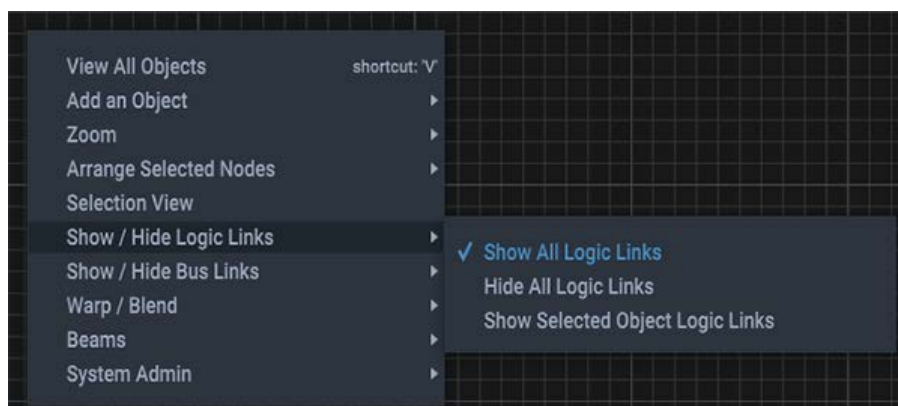 View All Objects shortcut: 'V'
Add an Object
Zoom
Arrange Selected Nodes
Selection View
Show / Hide Logic Links
Show / Hide Bus Links
Warp / Blend
Beams
System Admin
Show All Logic Links
Hide All Logic Links
Show Selected Object Logic Links